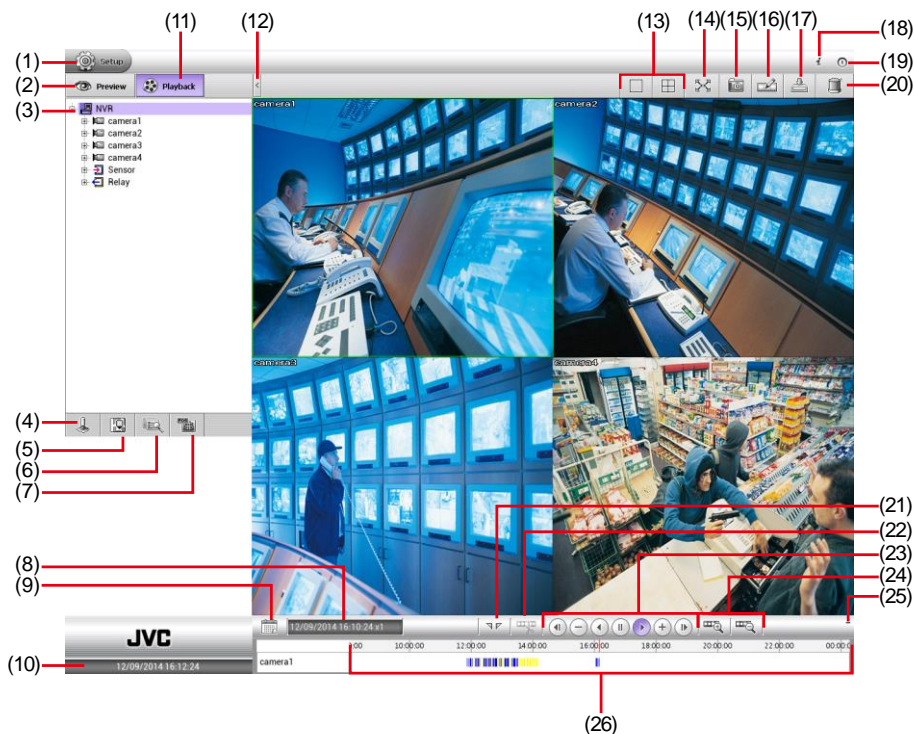 (11)
(12)
(13)
(14)(15)(16)(17)
(18)
(1)
Setup
(19)
(2)
Preview
Playback
(20)
(3)
NVR
camera1
camera2
camera3
camera4
Sensor
Relay
camera1
camera2
camera3
camera4
(4)
(5)
(6)
(7)
(8)
(9)
(21)
(22)
(23)
(24)
(25)
12/09/2014 16:10:24 x1
JVC
(10)
12/09/2014 16:12:24
camera1
:00
10:00:00
12:00:00
14:00:00
16:00:00
18:00:00
20:00:00
22:00:00
00:00:0
(26)